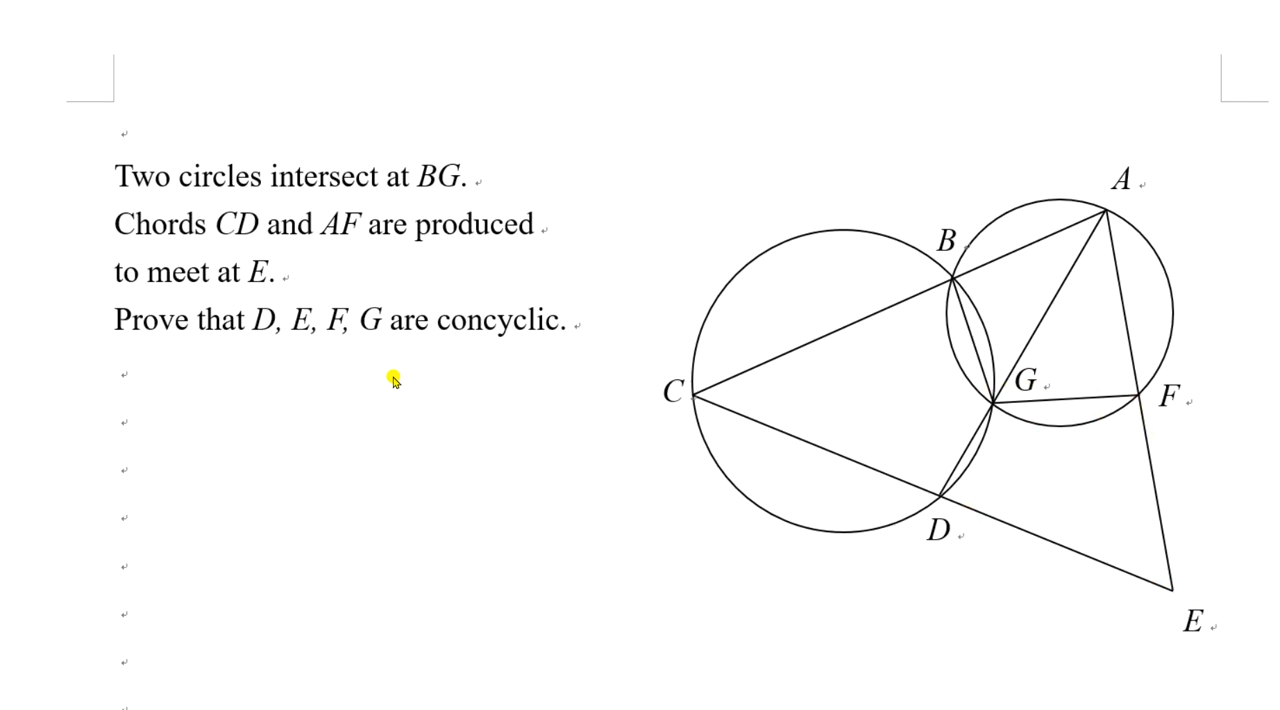 Two circles intersect at BG.
Chords CD and AF are produced
to meet at E.
Prove that D, E, F, G are concyclic.
A
B
G
C
F
D
E